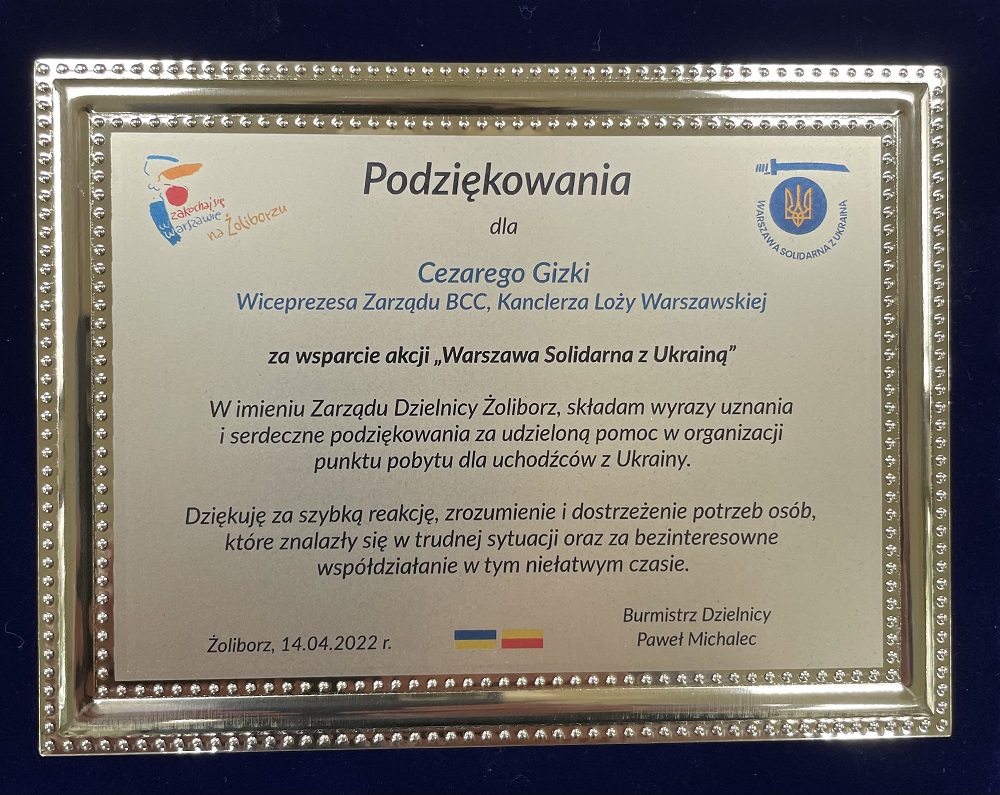 Podziękowania
dla
zakochaj się
w Warszawie
na Żoliborzu
WARSZAWA SOLIDARNA Z UKRAINĄ
Cezarego Gizki
Wiceprezesa Zarządu BCC, Kanclerza Loży Warszawskiej
za wsparcie akcji „Warszawa Solidarna z Ukrainą”
W imieniu Zarządu Dzielnicy Żoliborz, składam wyrazy uznania
i serdeczne podziękowania za udzieloną pomoc w organizacji
punktu pobytu dla uchodźców z Ukrainy.
Dziękuję za szybką reakcję, zrozumienie i dostrzeżenie potrzeb osób,
które znalazły się w trudnej sytuacji oraz za bezinteresowne
współdziałanie w tym niełatwym czasie.
Burmistrz Dzielnicy
Paweł Michalec
Żoliborz, 14.04.2022 r.